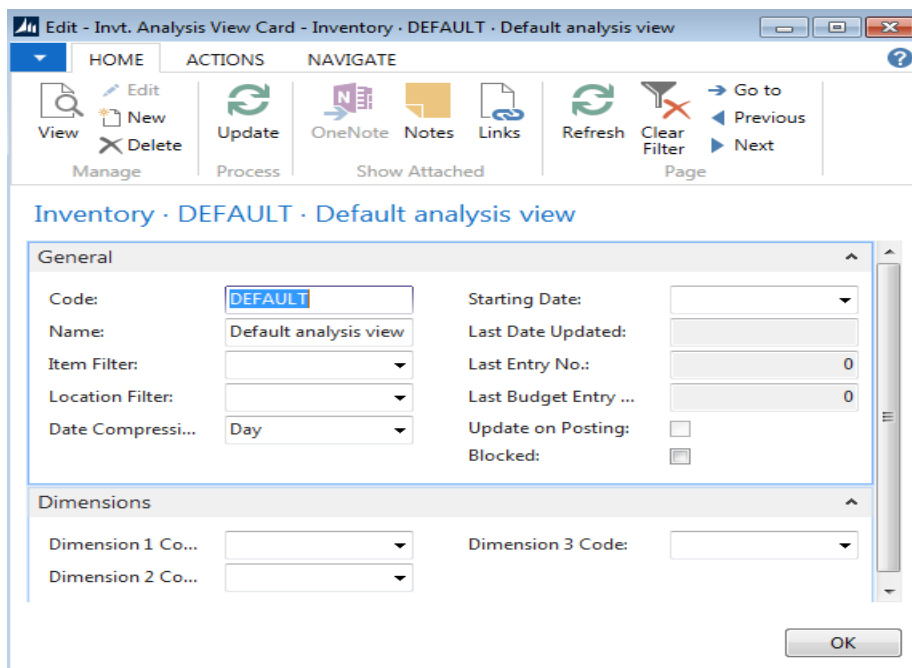 Edit - Invt. Analysis View Card - Inventory · DEFAULT · Default analysis view
HOME ACTIONS NAVIGATE
View
Edit
New
Delete
Manage
Update
Process
OneNote Notes Links
Show Attached
Refresh
Clear
Filter
Go to
Previous
Next
Page
Inventory · DEFAULT · Default analysis view
General
Code: DEFAULT
Name: Default analysis view
Item Filter:
Location Filter:
Date Compressi... Day
Starting Date:
Last Date Updated:
Last Entry No.: 0
Last Budget Entry ... 0
Update on Posting:
Blocked:
Dimensions
Dimension 1 Co...
Dimension 2 Co...
Dimension 3 Code:
OK